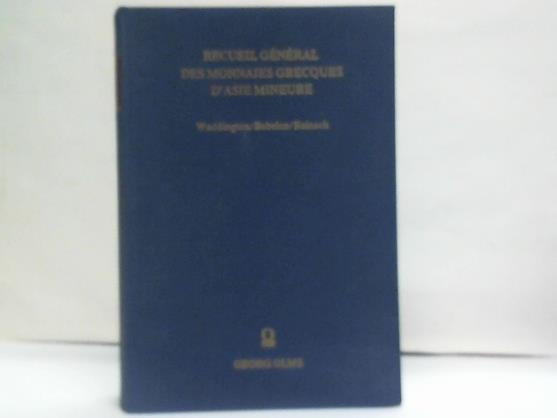 RECUEIL GÉNÉRAL
DES MONNAIES GRECQUES
D'ASIE MINEURE
Waddington/Babelon/Reinach
GEORG OLMS